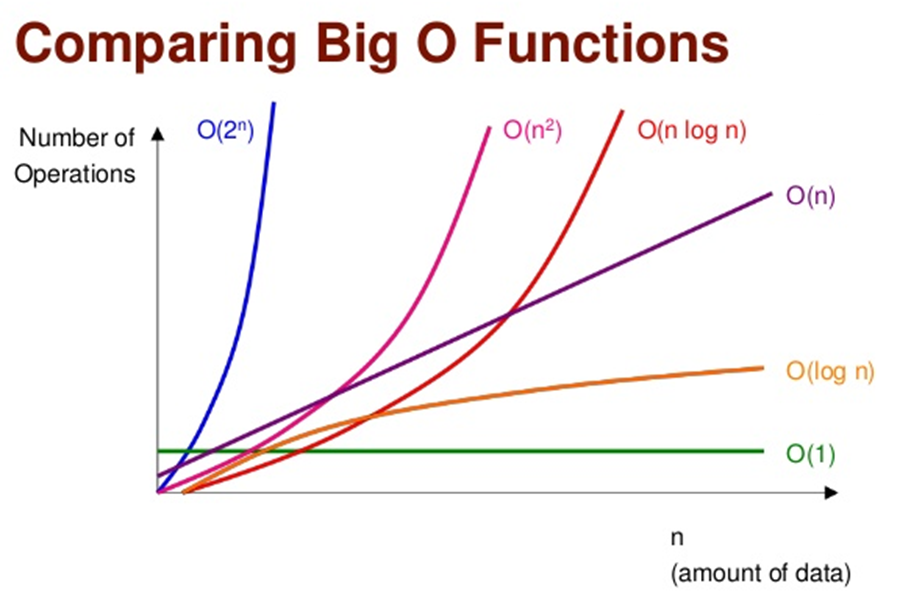 Comparing Big O Functions
Number of
Operations
O(2ⁿ)
O(n²)
O(n log n)
O(n)
O(log n)
O(1)
n
(amount of data)